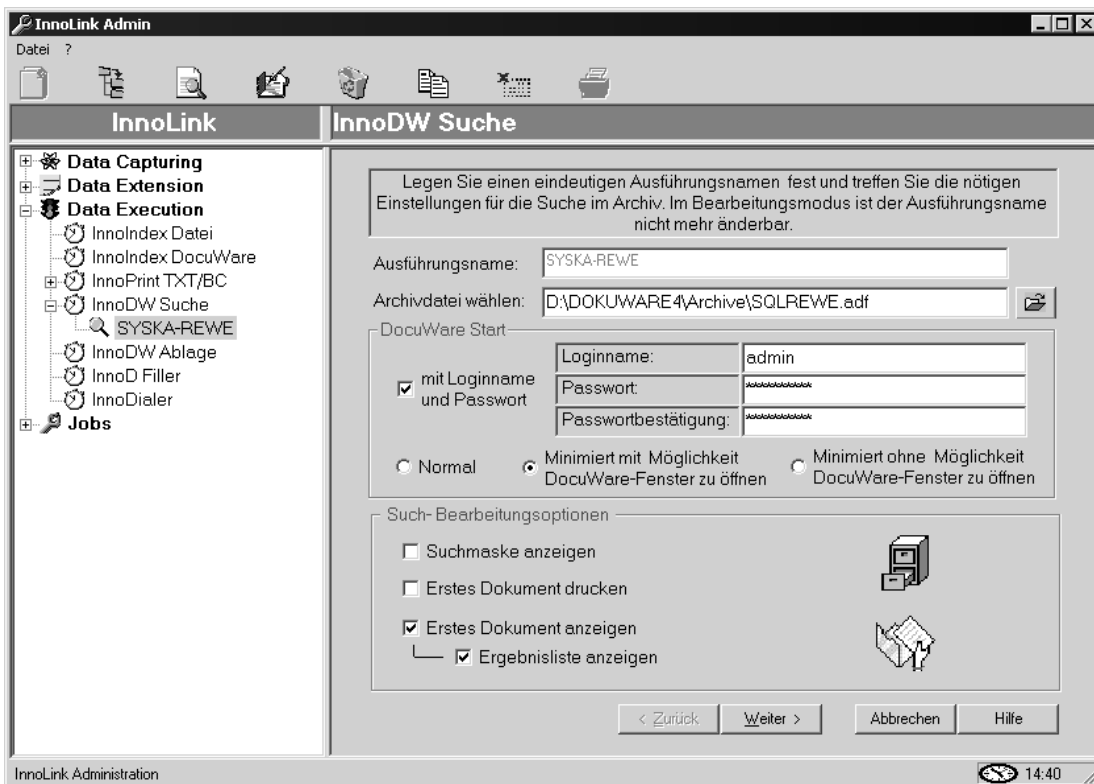 InnoLink Admin
Datei ?
InnoLink
InnoDW Suche
Data Capturing
Data Extension
Data Execution
InnoIndex Datei
InnoIndex DocuWare
InnoPrint TXT/BC
InnoDW Suche
SYSKA-REWE
InnoDW Ablage
InnoD Filler
InnoDialer
Jobs
Legen Sie einen eindeutigen Ausführungsnamen fest und treffen Sie die nötigen
Einstellungen für die Suche im Archiv. Im Bearbeitungsmodus ist der Ausführungsname
nicht mehr änderbar.
Ausführungsname: SYSKA-REWE
Archivdatei wählen: D:\DOKUWARE4\Archive\SQLREWE.adf
DocuWare Start
mit Loginname
und Passwort
Loginname: admin
Passwort: ***********
Passwortbestätigung: ***********
Normal
Minimiert mit Möglichkeit
DocuWare-Fenster zu öffnen
Minimiert ohne Möglichkeit
DocuWare-Fenster zu öffnen
Such- Bearbeitungsoptionen
Suchmaske anzeigen
Erstes Dokument drucken
Erstes Dokument anzeigen
Ergebnisliste anzeigen
< Zurück
Weiter >
Abbrechen
Hilfe
InnoLink Administration
14:40